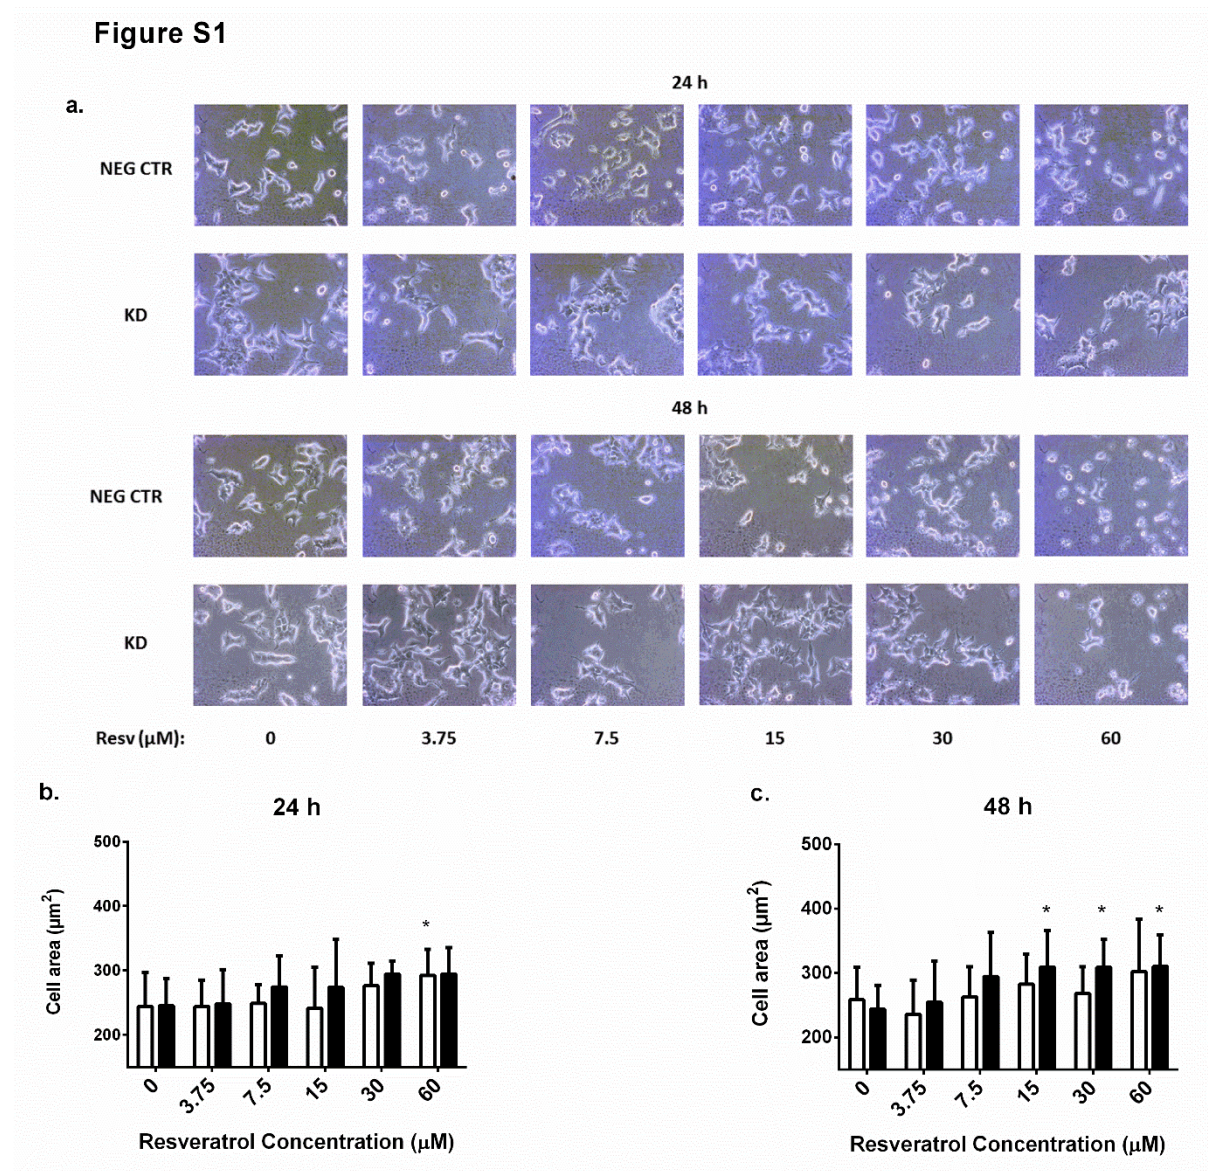 Figure S1
a.
24 h
NEG CTR
KD
48 h
NEG CTR
KD
Resv (µM): 0 3.75 7.5 15 30 60
b.
24 h
500
400
300
200
Cell area (µm²)
*
0 3.75 7.5 15 30 60
Resveratrol Concentration (µM)
c.
48 h
500
400
300
200
Cell area (µm²)
* * *
0 3.75 7.5 15 30 60
Resveratrol Concentration (µM)